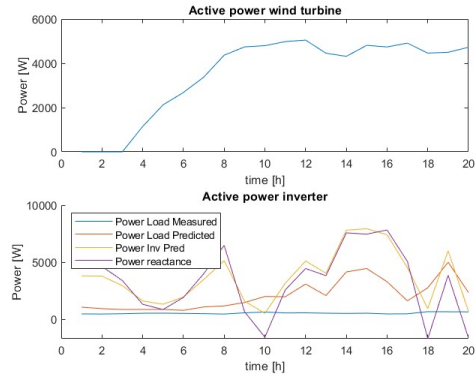 Active power wind turbine
6000
4000
2000
0
Power [W]
0 2 4 6 8 10 12 14 16 18 20
time [h]
Active power inverter
10000
5000
0
Power [W]
Power Load Measured
Power Load Predicted
Power Inv Pred
Power reactance
0 2 4 6 8 10 12 14 16 18 20
time [h]